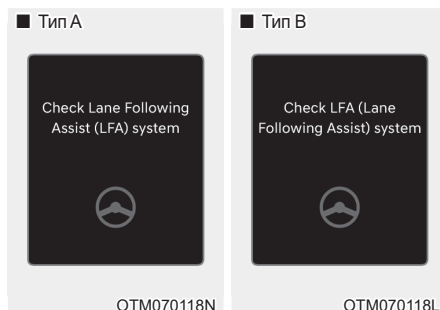 ■ Тип A
Check Lane Following
Assist (LFA) system
OTM070118N
■ Тип B
Check LFA (Lane
Following Assist) system
OTM070118L